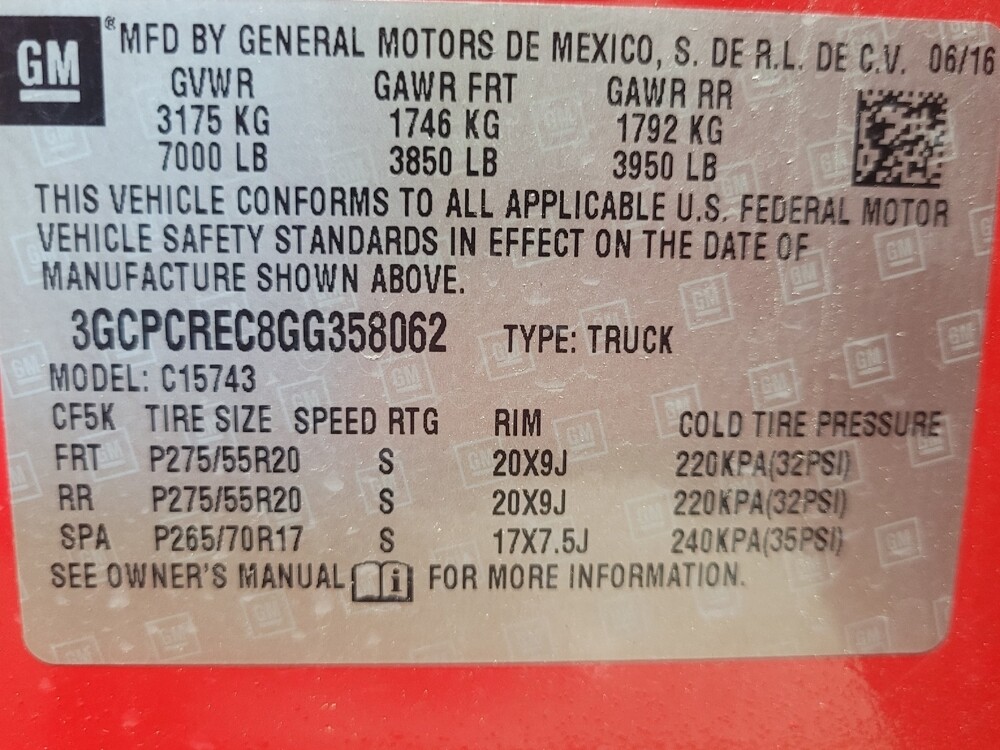 GM ® MFD BY GENERAL MOTORS DE MEXICO, S. DE R.L. DE C.V. 06/16
GVWR GAWR FRT GAWR RR
3175 KG 1746 KG 1792 KG
7000 LB 3850 LB 3950 LB
THIS VEHICLE CONFORMS TO ALL APPLICABLE U.S. FEDERAL MOTOR
VEHICLE SAFETY STANDARDS IN EFFECT ON THE DATE OF
MANUFACTURE SHOWN ABOVE.
3GCPCREC8GG358062 TYPE: TRUCK
MODEL: C15743
CF5K TIRE SIZE SPEED RTG RIM COLD TIRE PRESSURE
FRT P275/55R20 S 20X9J 220KPA(32PSI)
RR P275/55R20 S 20X9J 220KPA(32PSI)
SPA P265/70R17 S 17X7.5J 240KPA(35PSI)
SEE OWNER'S MANUAL i FOR MORE INFORMATION.